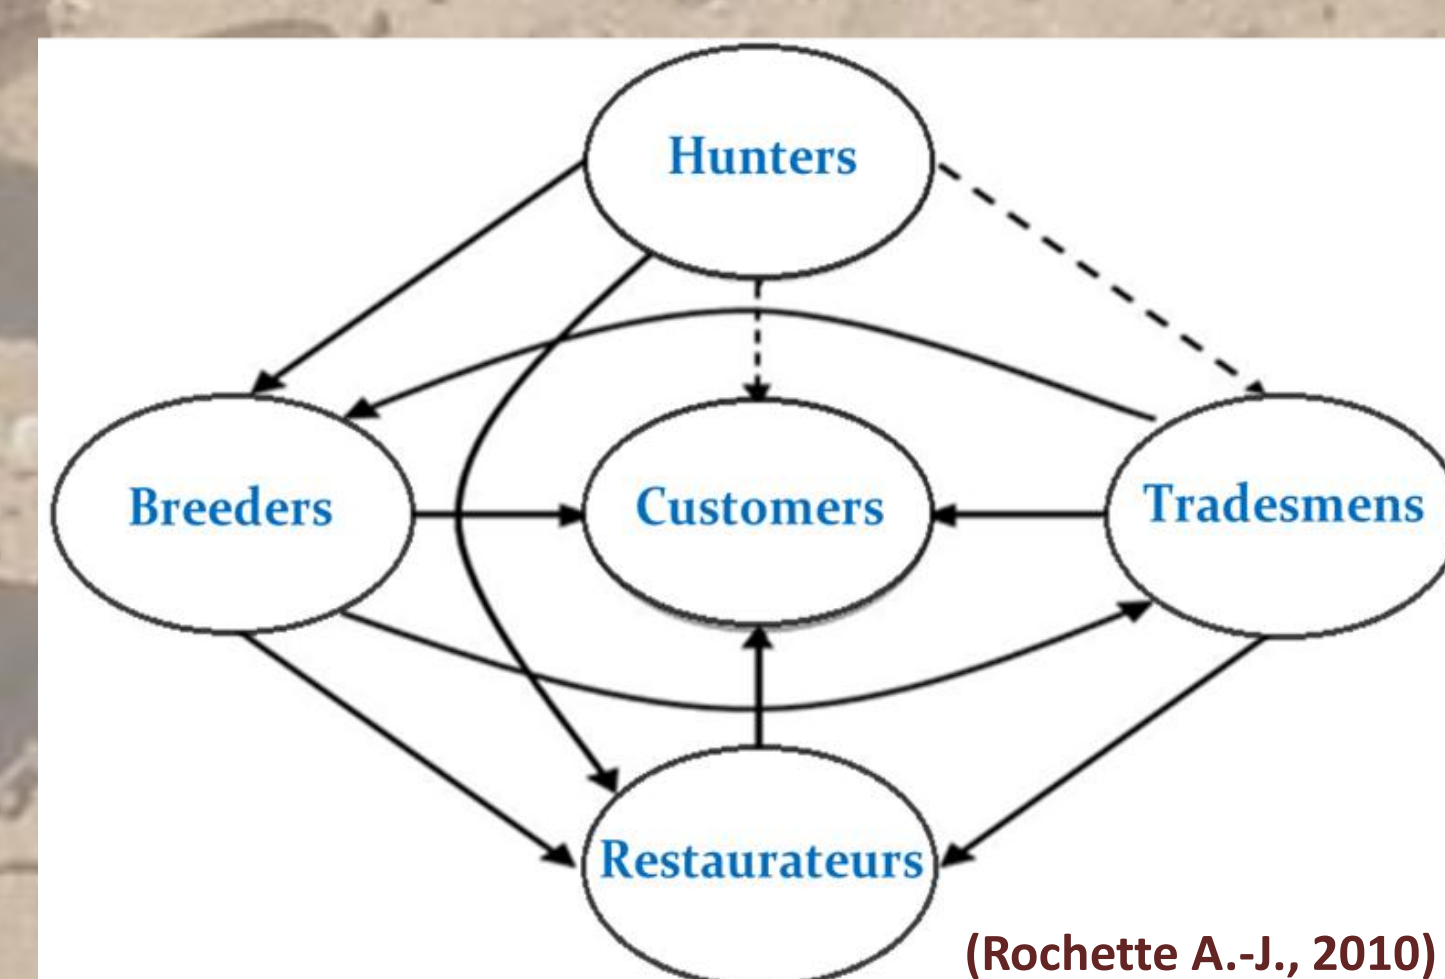 Hunters
Breeders
Customers
Tradesmens
Restaurateurs
(Rochette A.-J., 2010)